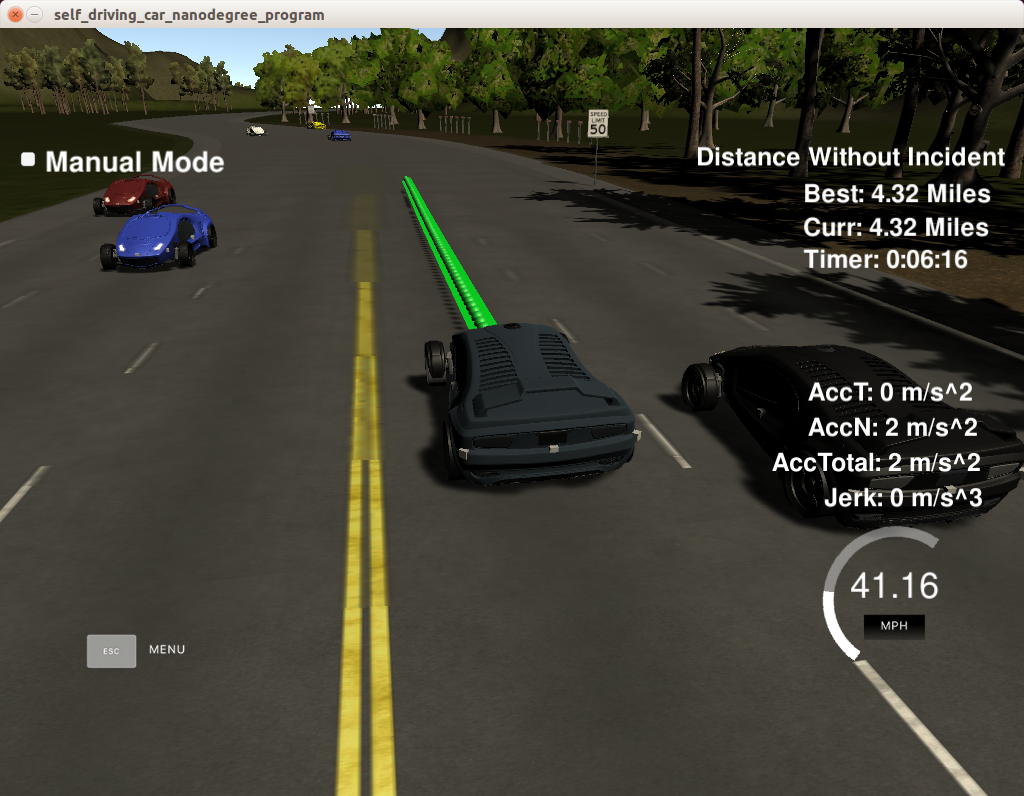 self_driving_car_nanodegree_program
SPEED
LIMIT
50
Manual Mode
Distance Without Incident
Best: 4.32 Miles
Curr: 4.32 Miles
Timer: 0:06:16
AccT: 0 m/s^2
AccN: 2 m/s^2
AccTotal: 2 m/s^2
Jerk: 0 m/s^3
41.16
MPH
ESC
MENU